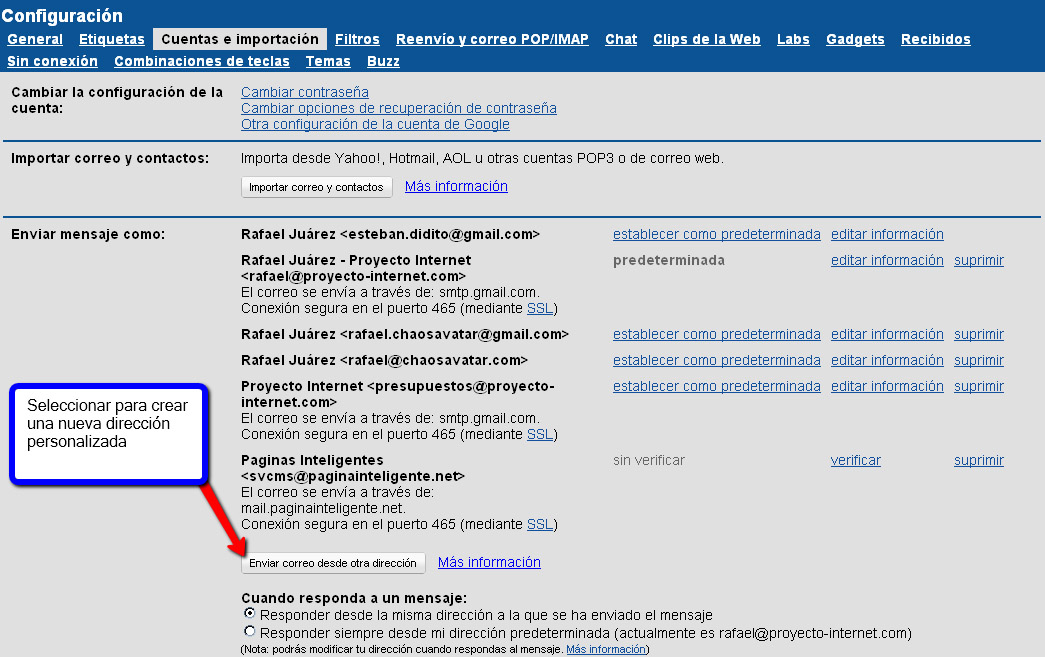 Configuración
General Etiquetas Cuentas e importación Filtros Reenvío y correo POP/IMAP Chat Clips de la Web Labs Gadgets Recibidos
Sin conexión Combinaciones de teclas Temas Buzz
Cambiar la configuración de la cuenta:
Cambiar contraseña
Cambiar opciones de recuperación de contraseña
Otra configuración de la cuenta de Google
Importar correo y contactos: Importa desde Yahoo!, Hotmail, AOL u otras cuentas POP3 o de correo web.
Importar correo y contactos Más información
Enviar mensaje como: Rafael Juárez <esteban.didito@gmail.com> establecer como predeterminada editar información
Rafael Juárez - Proyecto Internet predeterminada editar información suprimir
<rafael@proyecto-internet.com>
El correo se envía a través de: smtp.gmail.com.
Conexión segura en el puerto 465 (mediante SSL)
Rafael Juárez <rafael.chaosavatar@gmail.com> establecer como predeterminada editar información suprimir
Rafael Juárez <rafael@chaosavatar.com> establecer como predeterminada editar información suprimir
Proyecto Internet <presupuestos@proyecto- establecer como predeterminada editar información suprimir
internet.com>
El correo se envía a través de: smtp.gmail.com.
Conexión segura en el puerto 465 (mediante SSL)
Seleccionar para crear
una nueva dirección
personalizada
Paginas Inteligentes sin verificar verificar suprimir
<svcms@paginainteligente.net>
El correo se envía a través de:
mail.paginainteligente.net.
Conexión segura en el puerto 465 (mediante SSL)
Enviar correo desde otra dirección Más información
Cuando responda a un mensaje:
Responder desde la misma dirección a la que se ha enviado el mensaje
Responder siempre desde mi dirección predeterminada (actualmente es rafael@proyecto-internet.com)
(Nota: podrás modificar tu dirección cuando respondas al mensaje. Más información)